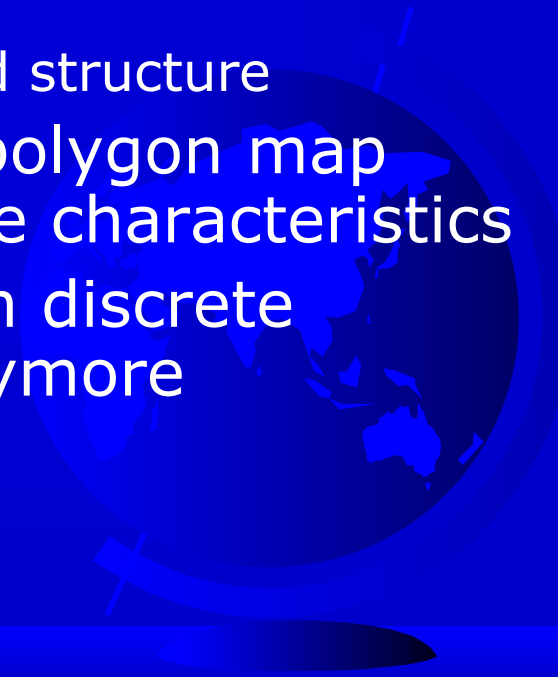 structure
polygon map
e characteristics
discrete
ymore